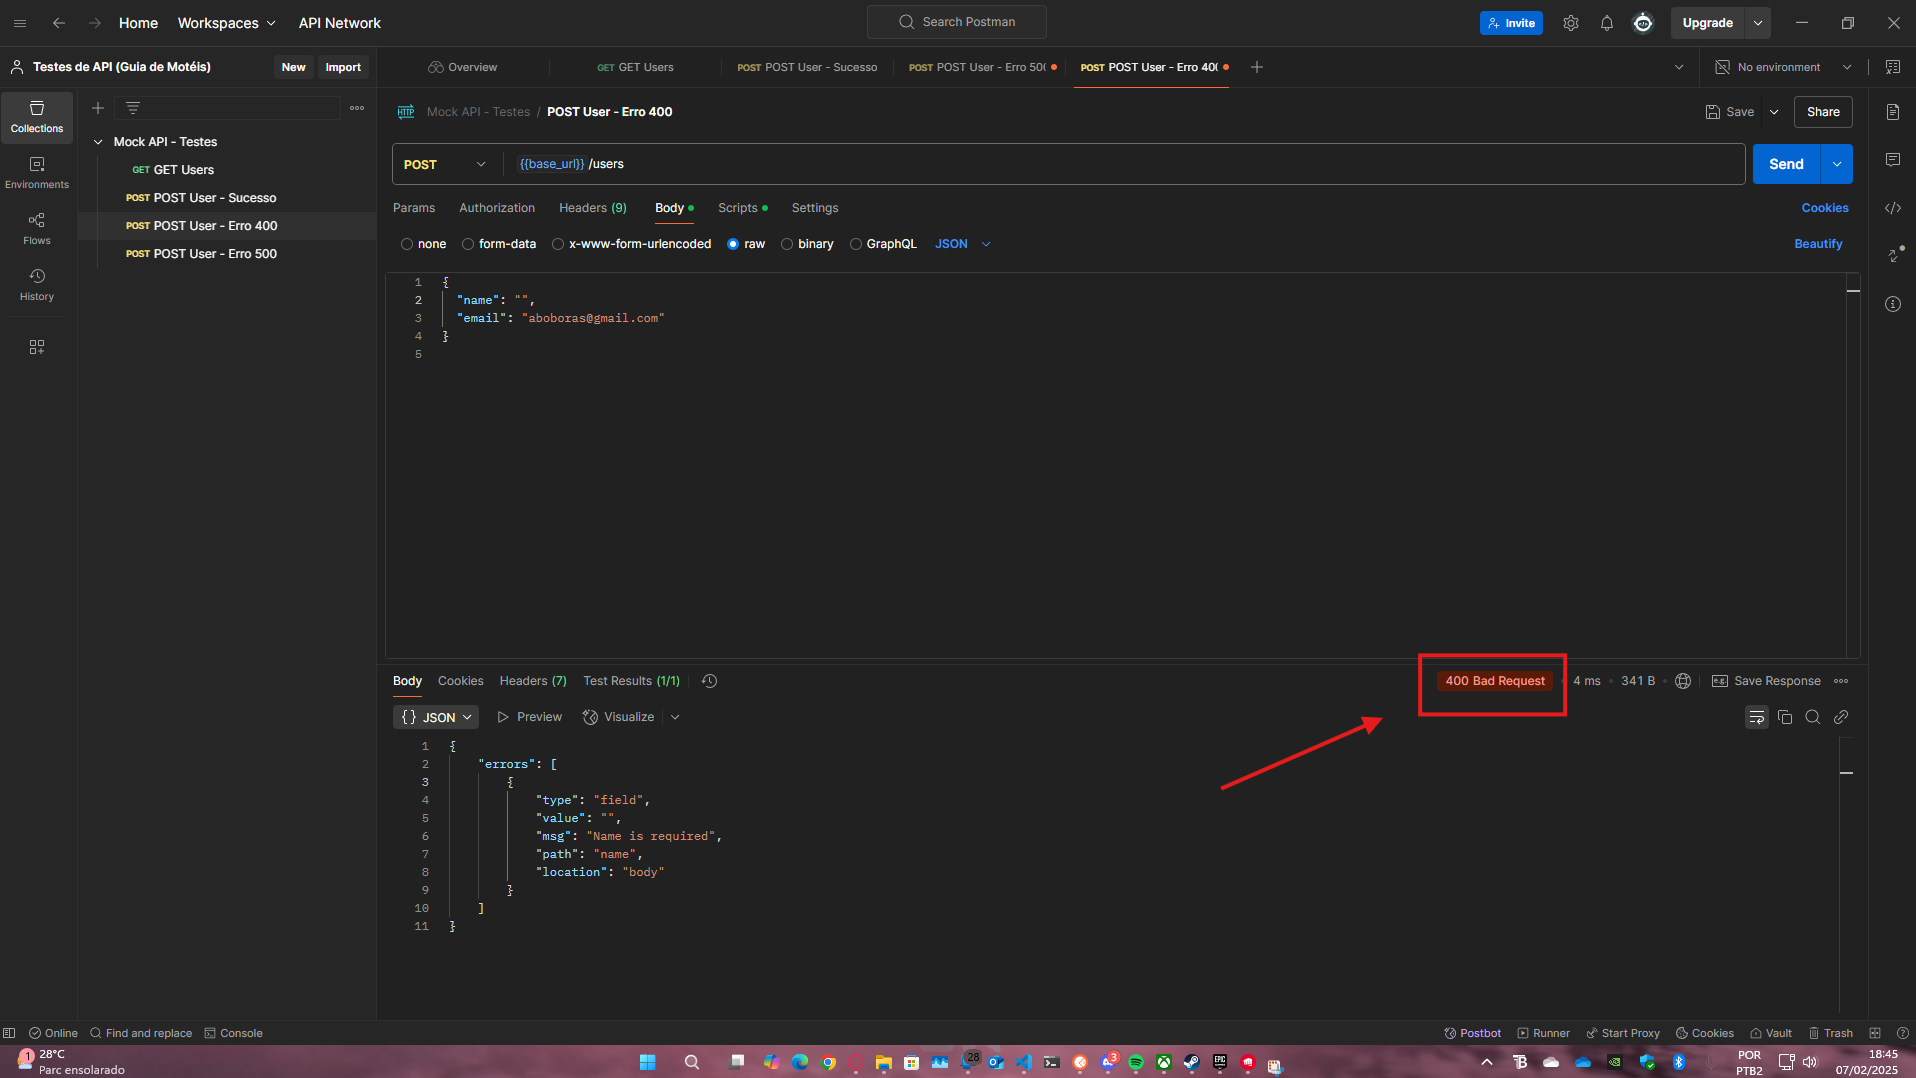 Home
Workspaces
API Network
Search Postman
Invite
Upgrade
Testes de API (Guia de Motéis)
New
Import
Overview
GET GET Users
POST POST User - Sucesso
POST POST User - Erro 50
POST POST User - Erro 40
No environment
Collections
Environments
Flows
History
Mock API - Testes
GET GET Users
POST POST User - Sucesso
POST POST User - Erro 400
POST POST User - Erro 500
HTTP Mock API - Testes / POST User - Erro 400
Save
Share
POST
{{base_url}} /users
Send
Params
Authorization
Headers (9)
Body
Scripts
Settings
Cookies
none
form-data
x-www-form-urlencoded
raw
binary
GraphQL
JSON
Beautify
1 {
2 "name": "",
3 "email": "aboboras@gmail.com"
4 }
5
Body
Cookies
Headers (7)
Test Results (1/1)
400 Bad Request
4 ms
341 B
e.g. Save Response
{} JSON
Preview
Visualize
1 {
2 "errors": [
3 {
4 "type": "field",
5 "value": "",
6 "msg": "Name is required",
7 "path": "name",
8 "location": "body"
9 }
10 ]
11 }
Online
Find and replace
Console
Postbot
Runner
Start Proxy
Cookies
Vault
Trash
1
28°C
Parc ensolarado
28
3
EPIC
POR
PTB2
18:45
07/02/2025